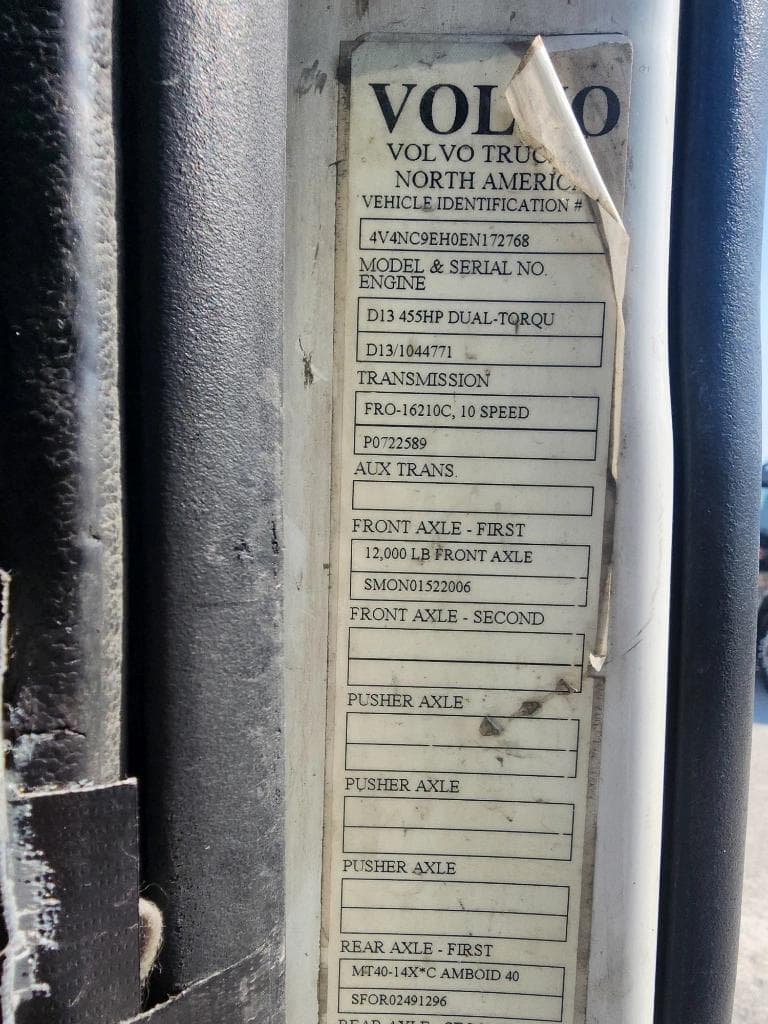 VOLVO
VOLVO TRUC
NORTH AMERICA
VEHICLE IDENTIFICATION #
4V4NC9EH0EN172768
MODEL & SERIAL NO.
ENGINE
D13 455HP DUAL-TORQU
D13/1044771
TRANSMISSION
FRO-16210C, 10 SPEED
P0722589
AUX TRANS.
FRONT AXLE - FIRST
12,000 LB FRONT AXLE
SMON01522006
FRONT AXLE - SECOND
PUSHER AXLE
PUSHER AXLE
PUSHER AXLE
REAR AXLE - FIRST
MT40-14X*C AMBOID 40
SFOR02491296